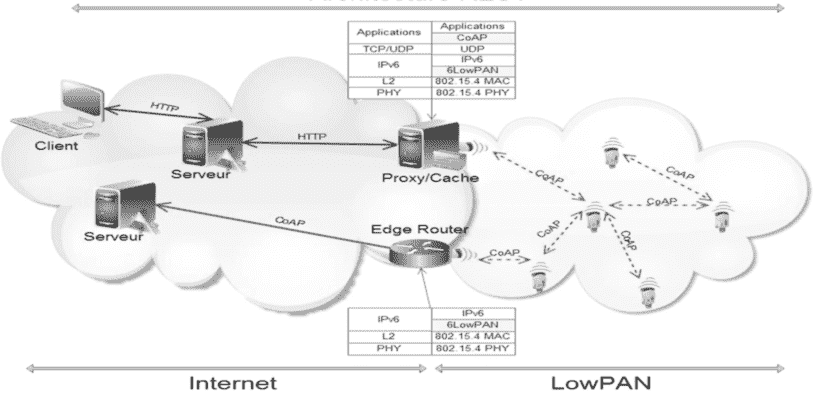 Applications Applications
CoAP
TCP/UDP UDP
IPv6 IPv6
6LowPAN
L2 802.15.4 MAC
PHY 802.15.4 PHY
HTTP
Client
HTTP
Serveur
Proxy/Cache
CoAP
CoAP
CoAP
Serveur
CoAP
Edge Router
CoAP
CoAP
CoAP
IPv6 IPv6
6LowPAN
L2 802.15.4 MAC
PHY 802.15.4 PHY
Internet
LowPAN